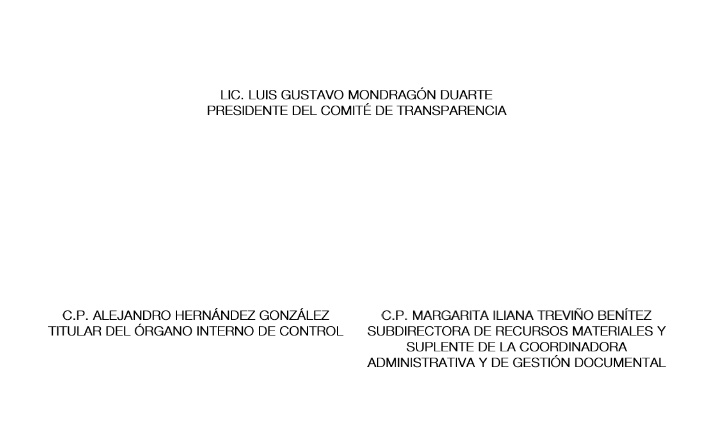 LIC. LUIS GUSTAVO MONDRAGÓN DUARTE
PRESIDENTE DEL COMITÉ DE TRANSPARENCIA
C.P. ALEJANDRO HERNÁNDEZ GONZÁLEZ
TITULAR DEL ÓRGANO INTERNO DE CONTROL
C.P. MARGARITA ILIANA TREVIÑO BENÍTEZ
SUBDIRECTORA DE RECURSOS MATERIALES Y
SUPLENTE DE LA COORDINADORA
ADMINISTRATIVA Y DE GESTIÓN DOCUMENTAL